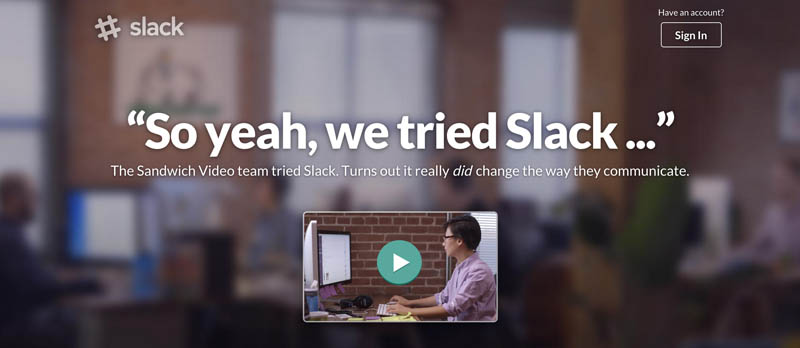 slack
Have an account?
Sign In
“So yeah, we tried Slack ...”
The Sandwich Video team tried Slack. Turns out it really did change the way they communicate.